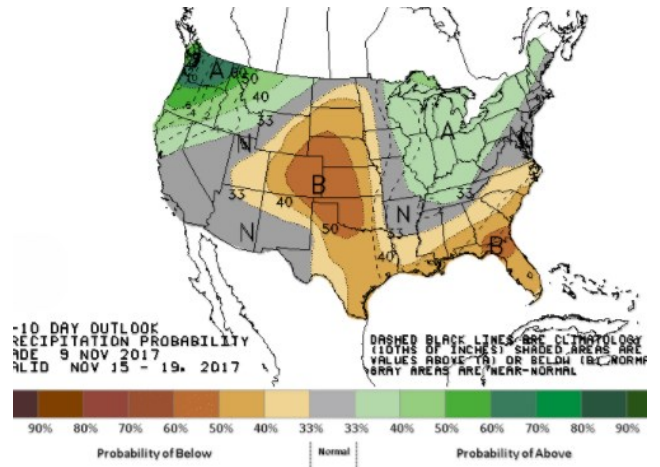 A
60
50
40
33
N
A
N
33
B
33
40
N
N
50
33
40
B
-10 DAY OUTLOOK
RECIPITATION PROBABILITY
ADE 9 NOV 2017
ALID NOV 15 - 19, 2017
DASHED BLACK LINES ARE CLIMATOLOGY
(10THS OF INCHES) SHADED AREAS ARE
VALUES ABOVE (A) OR BELOW (B) NORMA
GRAY AREAS ARE NEAR-NORMAL
90% 80% 70% 60% 50% 40% 33% 33% 40% 50% 60% 70% 80% 90%
Probability of Below Normal Probability of Above